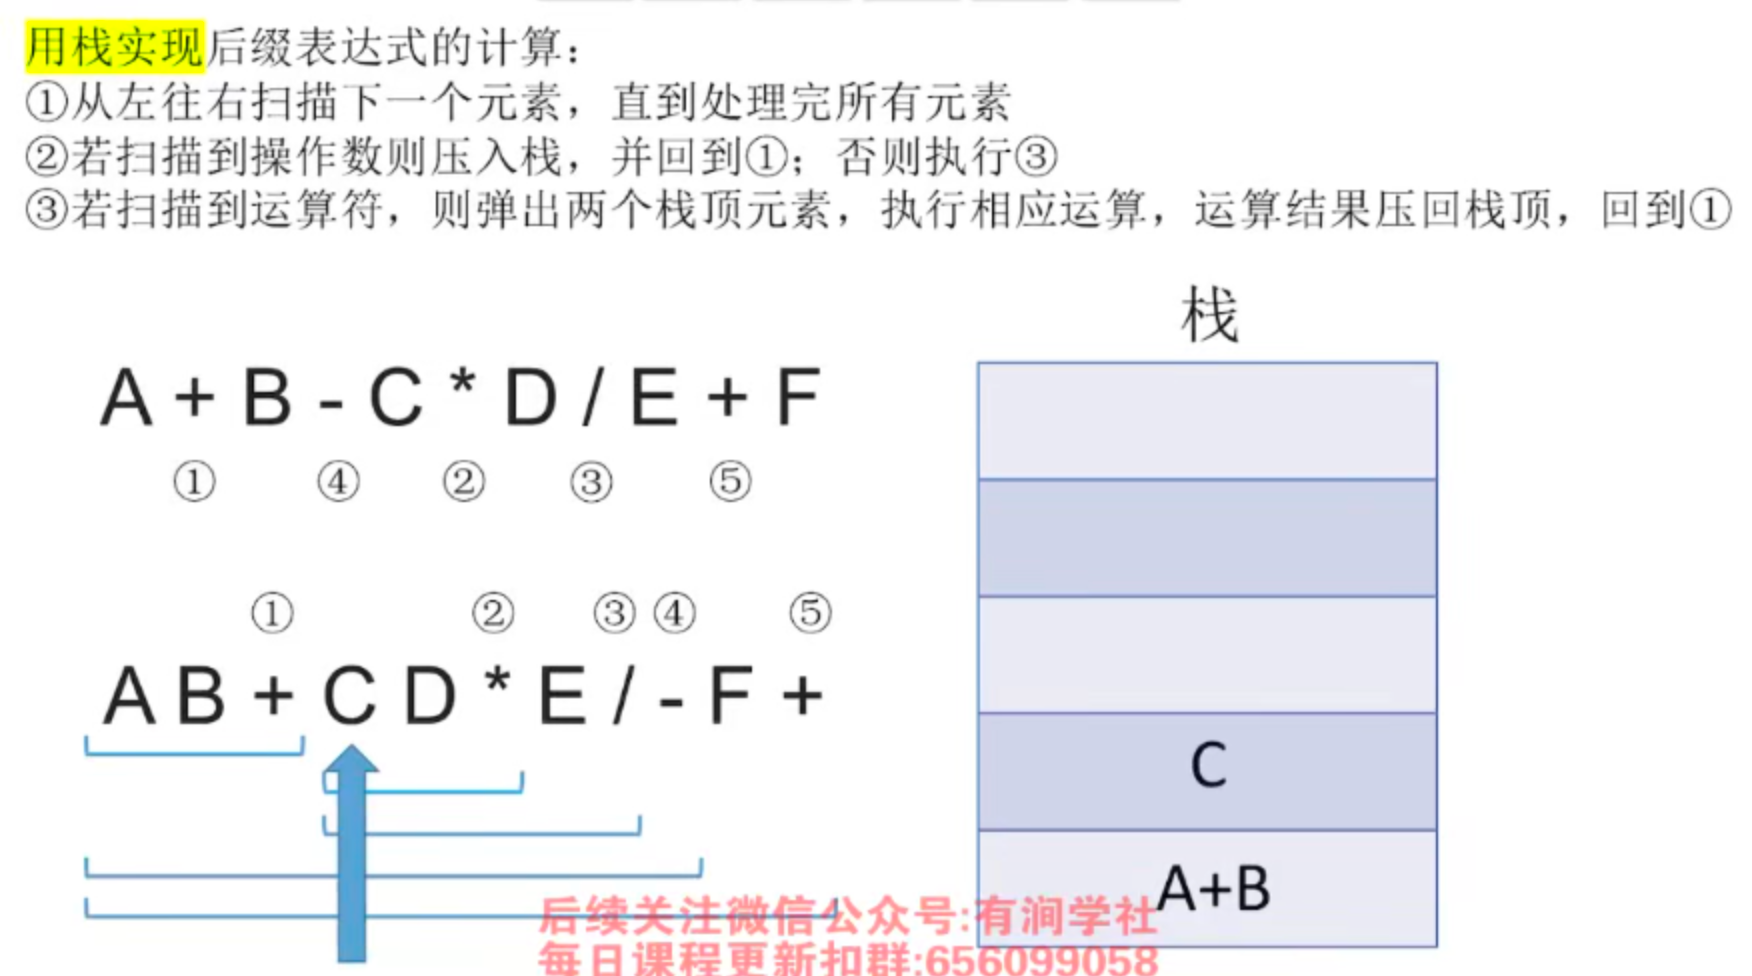 用栈实现后缀表达式的计算：
①从左往右扫描下一个元素，直到处理完所有元素
②若扫描到操作数则压入栈，并回到①；否则执行③
③若扫描到运算符，则弹出两个栈顶元素，执行相应运算，运算结果压回栈顶，回到①
栈
A + B - C * D / E + F
① ④ ② ③ ⑤
① ② ③ ④ ⑤
A B + C D * E / - F +
C
A+B
后续关注微信公众号:有涧学社
每日课程更新扣群:656099058